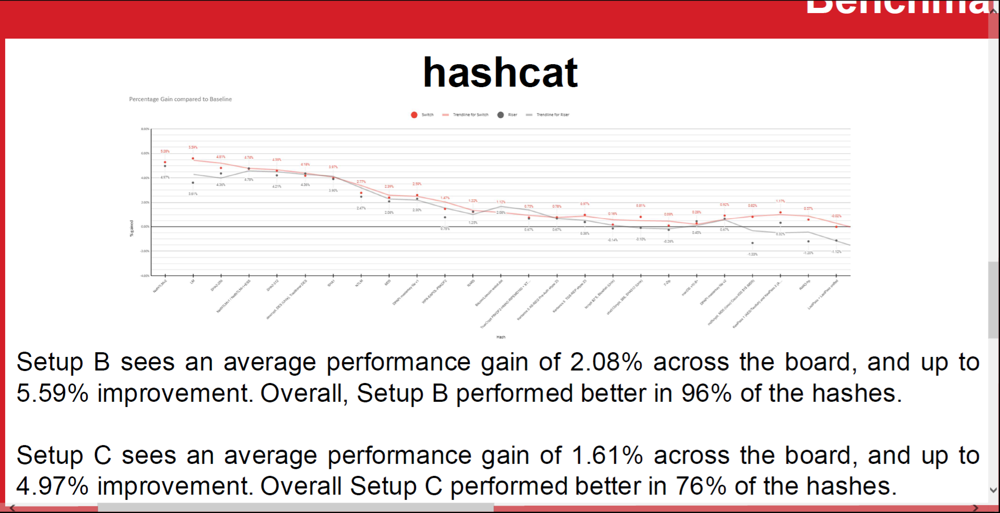 Benchma
hashcat
Percentage Gain compared to Baseline
Switch Trendline for Switch Riser Trendline for Riser
8.00%
6.00%
4.00%
2.00%
0.00%
-2.00%
-4.00%
% gained
5.28% 5.59% 4.81% 4.74% 4.59% 4.18% 3.97% 2.77% 2.39% 2.59% 1.47% 1.22% 1.12% 0.75% 0.76% 0.97% 0.16% 0.81% 0.09% 0.28% 0.92% 0.82% 1.17% 0.57% -0.02%
4.97% 3.61% 4.36% 4.78% 4.21% 4.36% 3.90% 2.47% 2.08% 2.30% 0.78% 1.25% 2.08% 0.67% 0.67% 0.38% -0.14% -0.10% -0.26% 0.45% 0.67% -1.33% 0.32% -1.20% -1.12%
NetNTLMv2
LM
SHA2-256
NetNTLMv1 / NetNTLMv1+ESS
SHA2-512
descrypt, DES (Unix), Traditional DES
SHA1
NTLM
MD5
DPAPI masterkey file v1
WPA-EAPOL-PBKDF2
RAR5
Bitcoin/Litecoin wallet.dat
TrueCrypt PBKDF2-HMAC-RIPEMD160 + XT...
Kerberos 5 AS-REQ Pre-Auth etype 23
Kerberos 5 TGS-REP etype 23
bcrypt $2*$, Blowfish (Unix)
sha512crypt $6$, SHA512 (Unix)
7-Zip
macOS v10.8+
DPAPI masterkey file v2
md5crypt, MD5 (Unix) Cisco-IOS $1$ (MD5)
KeePass 1 (AES/Twofish) and KeePass 2 (A...
RAR3-hp
LastPass + LastPass sniffed
Hash
Setup B sees an average performance gain of 2.08% across the board, and up to
5.59% improvement. Overall, Setup B performed better in 96% of the hashes.
Setup C sees an average performance gain of 1.61% across the board, and up to
4.97% improvement. Overall Setup C performed better in 76% of the hashes.